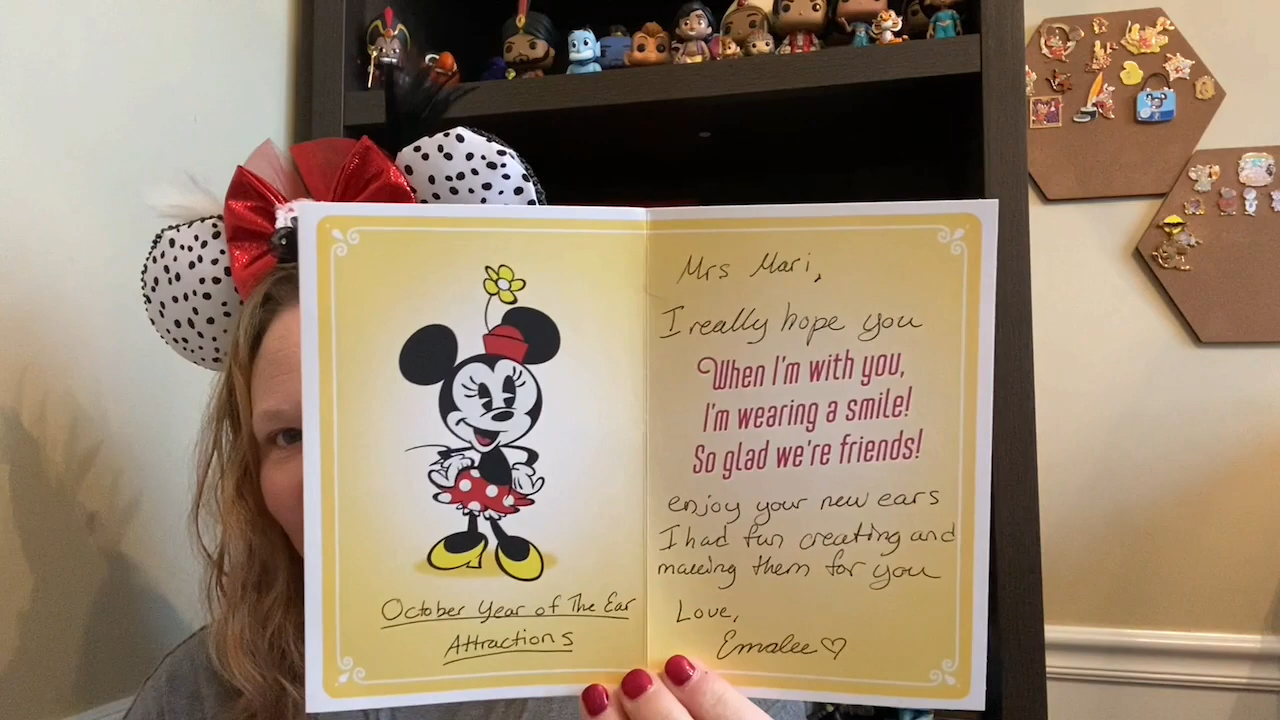 October Year of The Ear
Attractions
Mrs Mari,
I really hope you
When I'm with you,
I'm wearing a smile!
So glad we're friends!
enjoy your new ears
I had fun creating and
making them for you
Love,
Emalee ♡